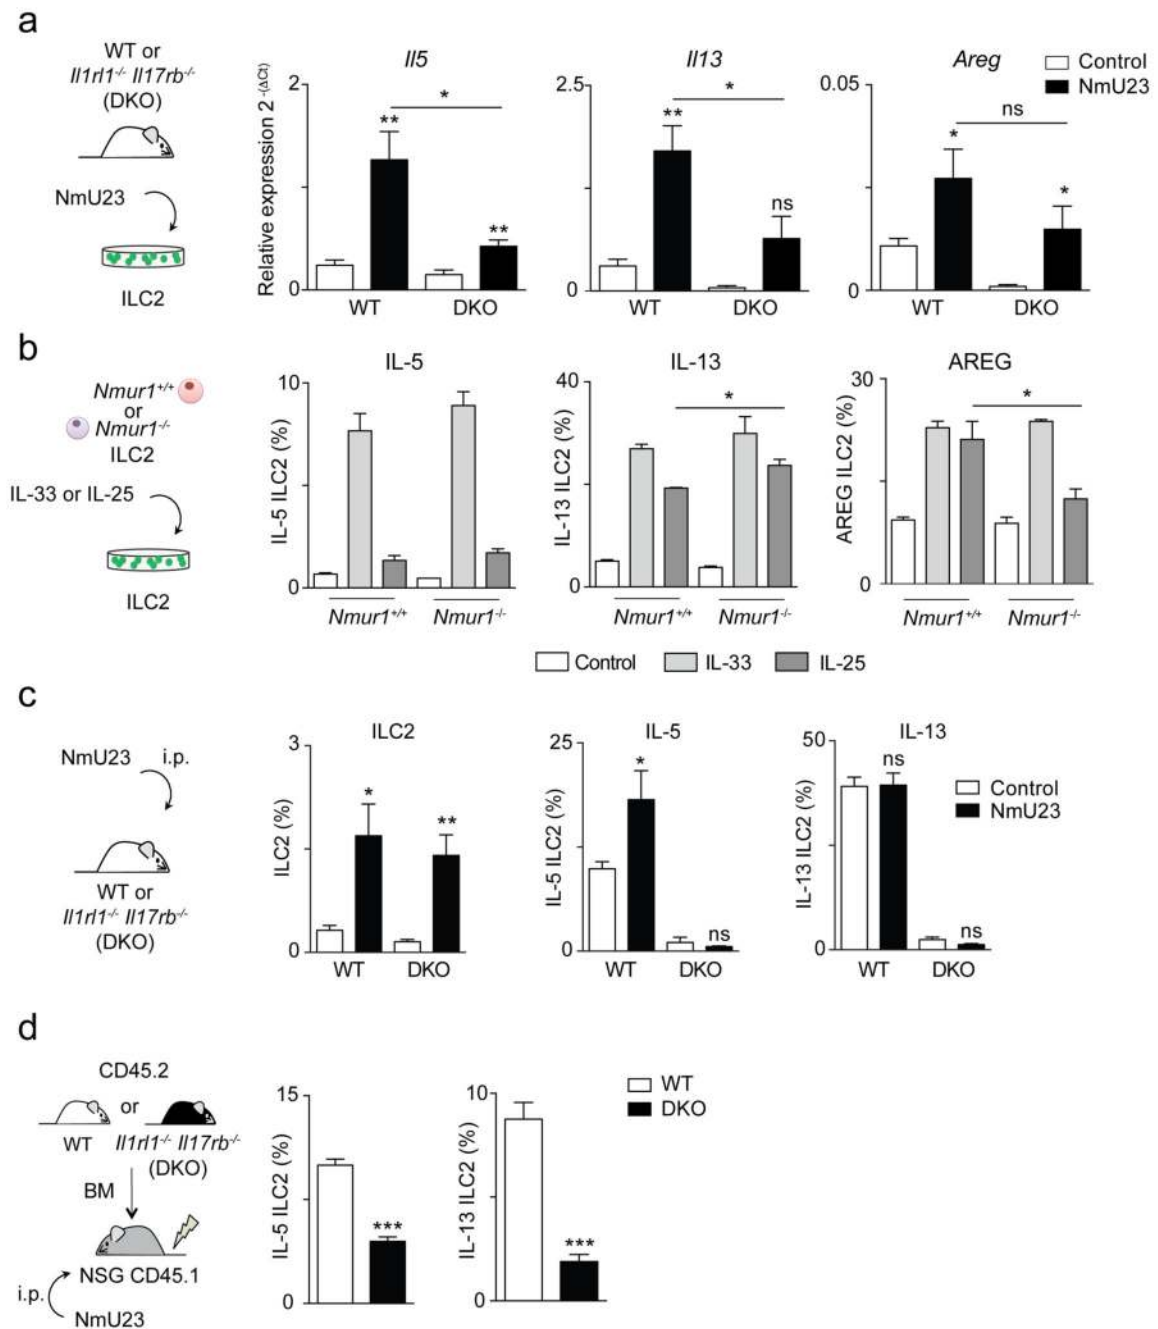 a
WT or
Il1rl1-/- Il17rb-/-
(DKO)
NmU23
ILC2
Il5
Il13
Areg
Control
NmU23
Relative expression 2 -(ΔCt)
2
1
0
**
*
**
WT
DKO
2.5
0
**
*
ns
WT
DKO
0.05
0
*
ns
*
WT
DKO
b
Nmur1+/+
or
Nmur1-/-
ILC2
IL-33 or IL-25
ILC2
IL-5
IL-5 ILC2 (%)
10
0
Nmur1+/+
Nmur1-/-
IL-13
IL-13 ILC2 (%)
40
0
*
Nmur1+/+
Nmur1-/-
AREG
AREG ILC2 (%)
30
0
*
Nmur1+/+
Nmur1-/-
Control
IL-33
IL-25
c
NmU23
i.p.
WT or
Il1rl1-/- Il17rb-/-
(DKO)
ILC2
ILC2 (%)
3
0
*
**
WT
DKO
IL-5
IL-5 ILC2 (%)
25
0
*
ns
WT
DKO
IL-13
IL-13 ILC2 (%)
50
0
ns
ns
WT
DKO
Control
NmU23
d
CD45.2
or
WT
Il1rl1-/- Il17rb-/-
(DKO)
BM
NSG CD45.1
i.p.
NmU23
IL-5 ILC2 (%)
15
0
***
IL-13 ILC2 (%)
10
0
***
WT
DKO